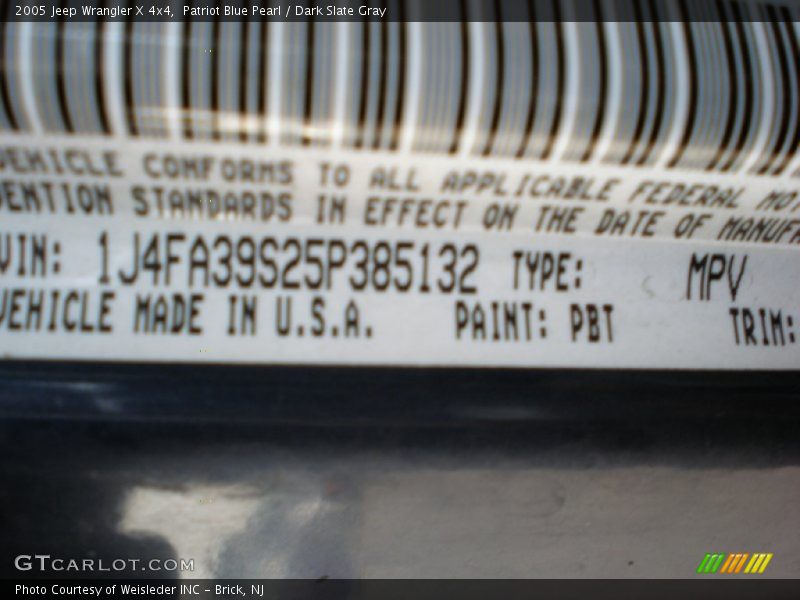 2005 Jeep Wrangler X 4x4, Patriot Blue Pearl / Dark Slate Gray
VEHICLE CONFORMS TO ALL APPLICABLE FEDERAL MOT
VENTION STANDARDS IN EFFECT ON THE DATE OF MANUFA
VIN: 1J4FA39S25P385132 TYPE: MPV
VEHICLE MADE IN U.S.A. PAINT: PBT TRIM:
GTCARLOT.COM
Photo Courtesy of Weisleder INC - Brick, NJ